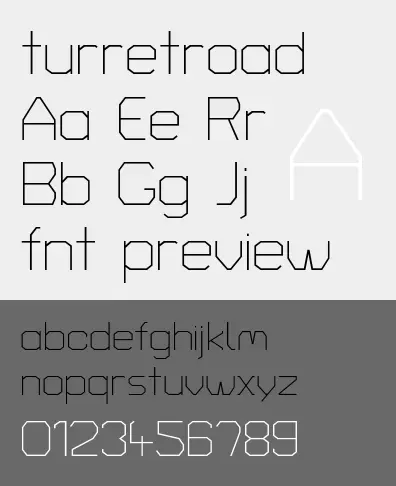 turretroad
Aa Ee Rr
A
Bb Gg Jj
fnt preview
abcdefghijklm
nopqrstuvwxyz
0123456789